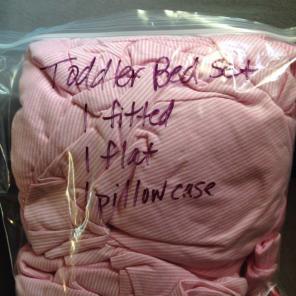 Toddler Bed Set
1 fitted
1 flat
1 pillowcase